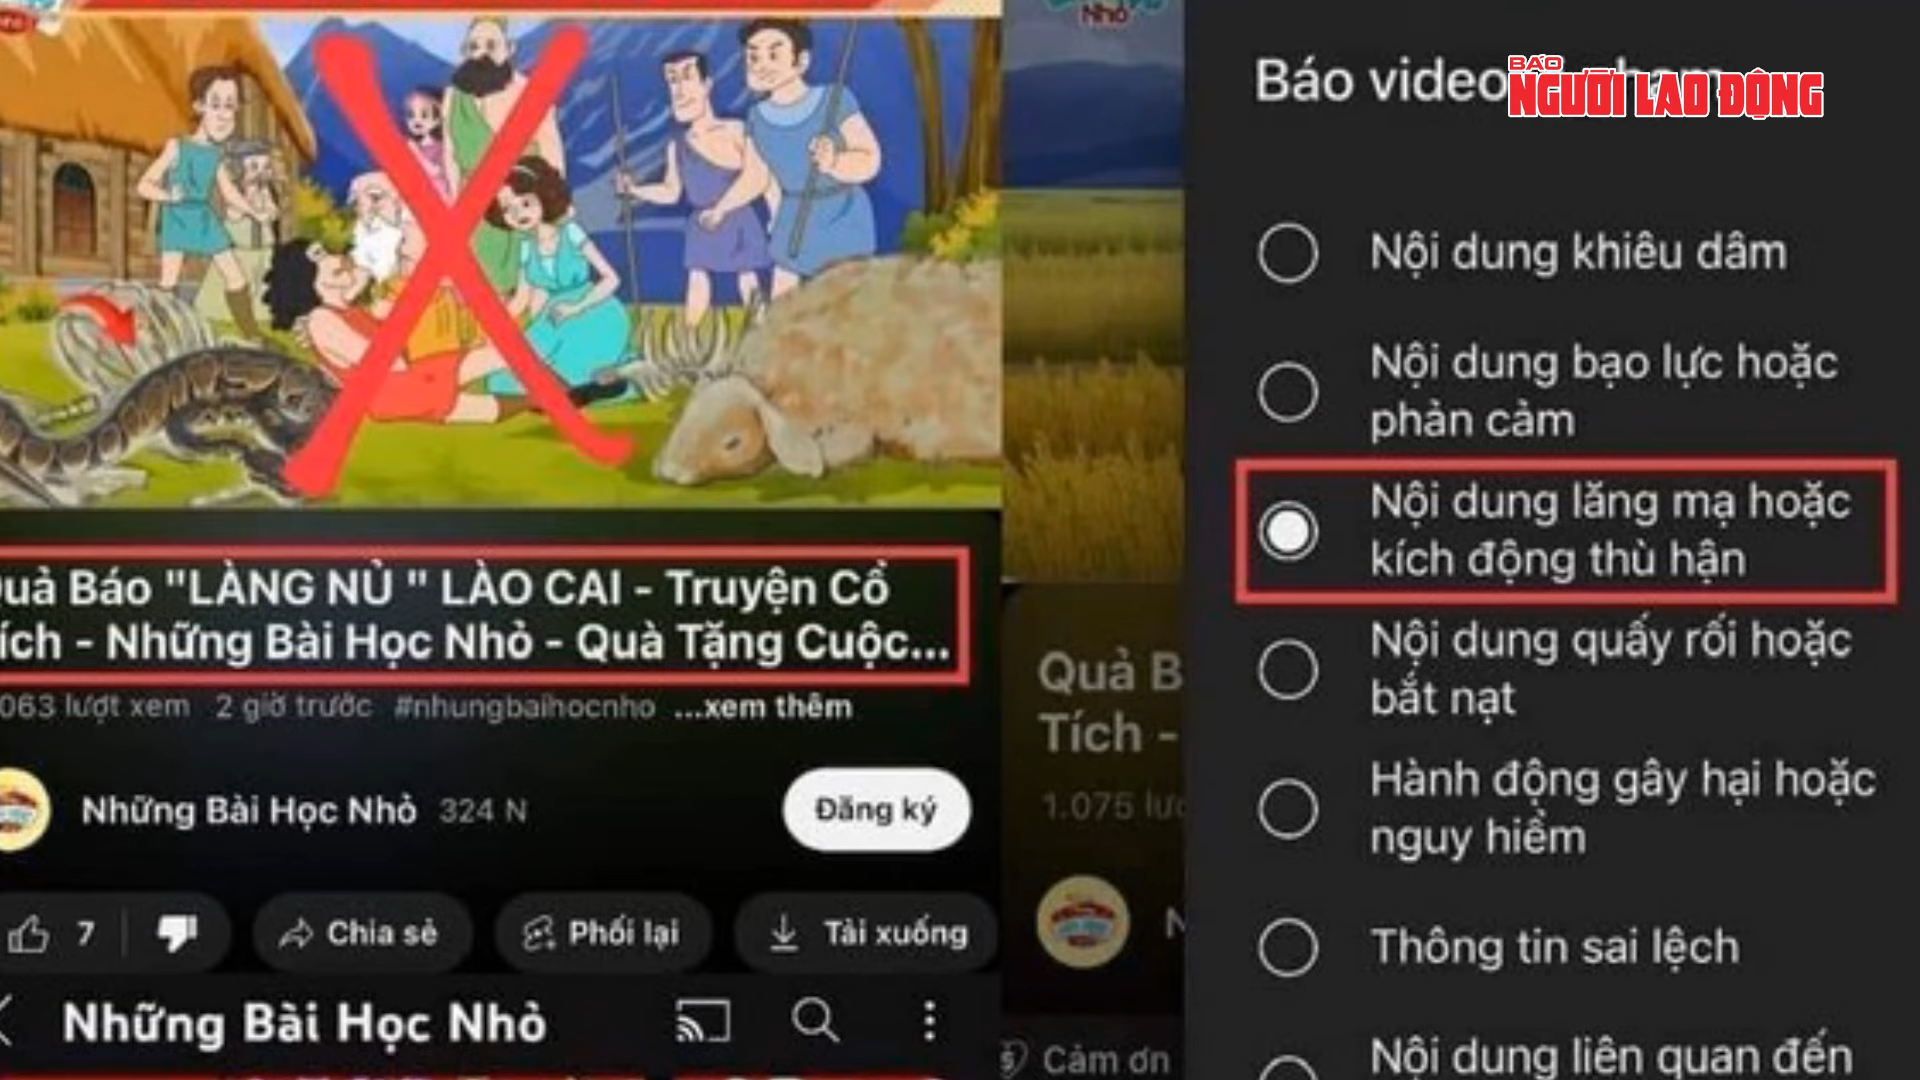 BÁO
NGƯỜI LAO ĐỘNG
Nhỏ
Báo video
Nội dung khiêu dâm
Nội dung bạo lực hoặc
phản cảm
Nội dung lăng mạ hoặc
kích động thù hận
Nội dung quấy rối hoặc
bắt nạt
Hành động gây hại hoặc
nguy hiểm
Thông tin sai lệch
Nội dung liên quan đến
uả Báo "LÀNG NỦ " LÀO CAI - Truyện Cổ
ích - Những Bài Học Nhỏ - Quà Tặng Cuộc...
063 lượt xem 2 giờ trước #nhungbaihocnho ...xem thêm
Những Bài Học Nhỏ 324 N
Đăng ký
7
Chia sẻ
Phối lại
Tải xuống
Những Bài Học Nhỏ
Quả B
Tích -
1.075 lượ
N
Cảm ơn